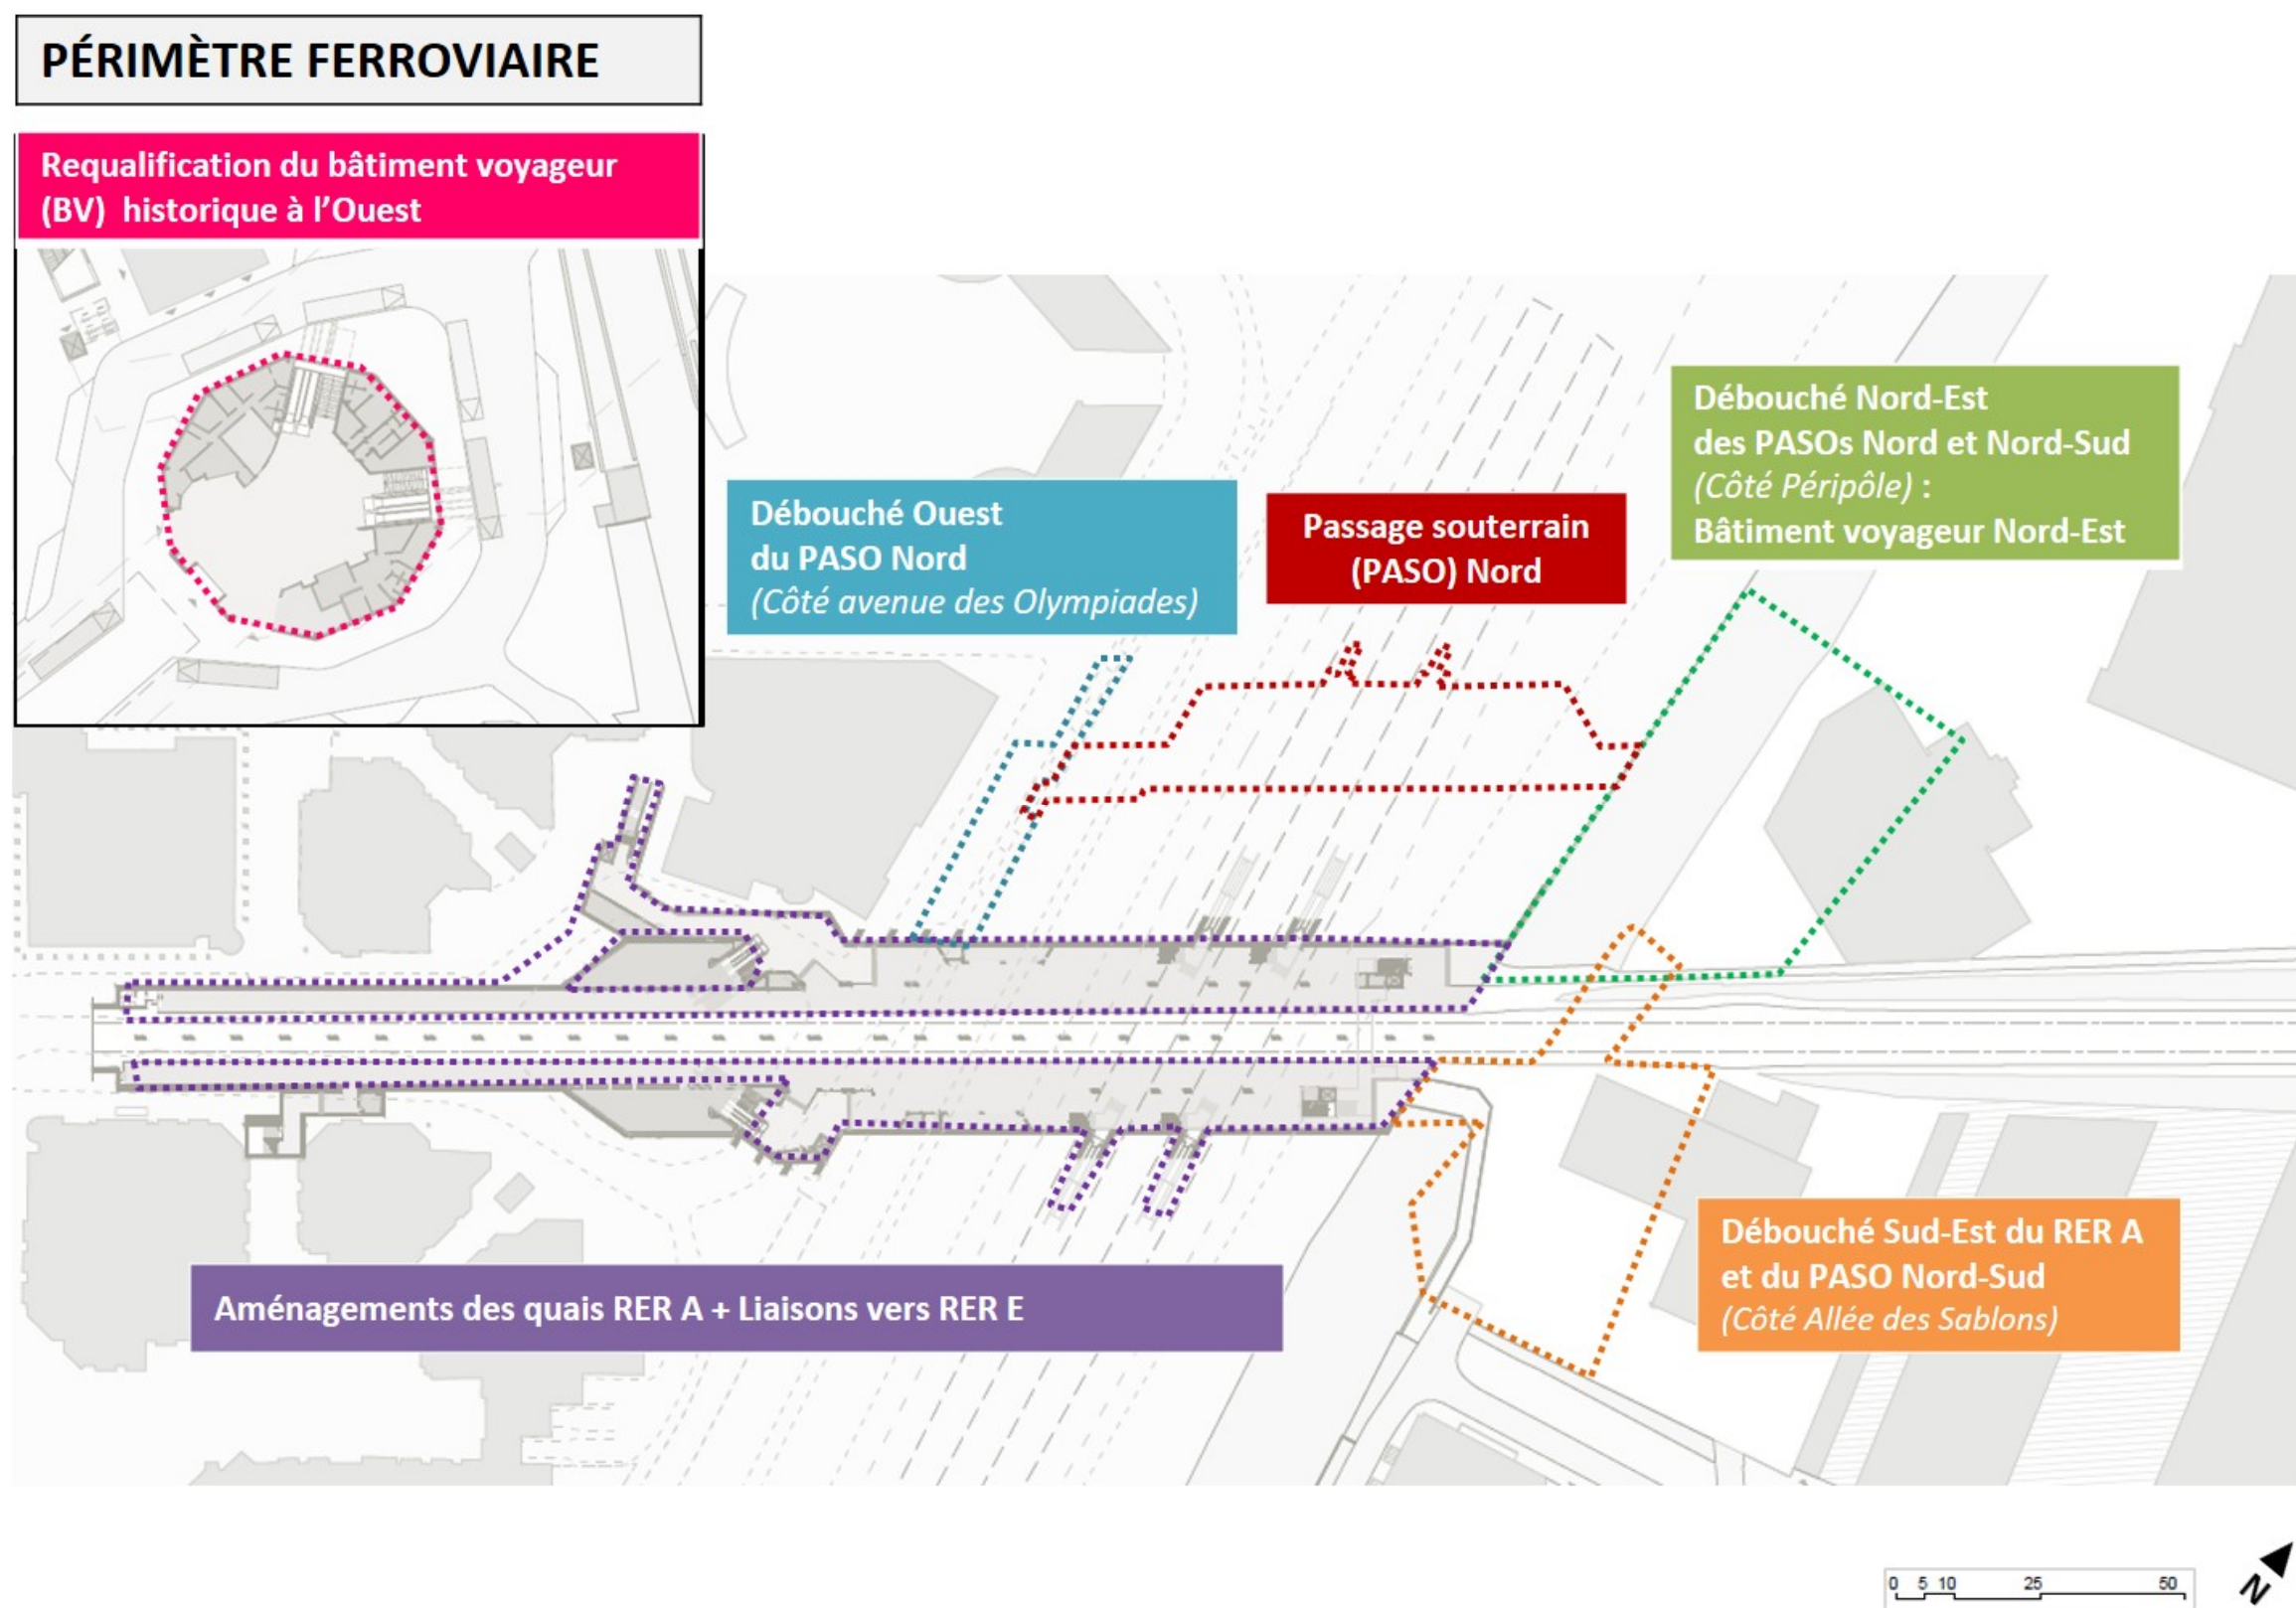 PÉRIMÈTRE FERROVIAIRE
Requalification du bâtiment voyageur
(BV) historique à l'Ouest
Débouché Ouest
du PASO Nord
(Côté avenue des Olympiades)
Passage souterrain
(PASO) Nord
Débouché Nord-Est
des PASOs Nord et Nord-Sud
(Côté Péripôle) :
Bâtiment voyageur Nord-Est
Aménagements des quais RER A + Liaisons vers RER E
Débouché Sud-Est du RER A
et du PASO Nord-Sud
(Côté Allée des Sablons)
0 5 10 25 50
N